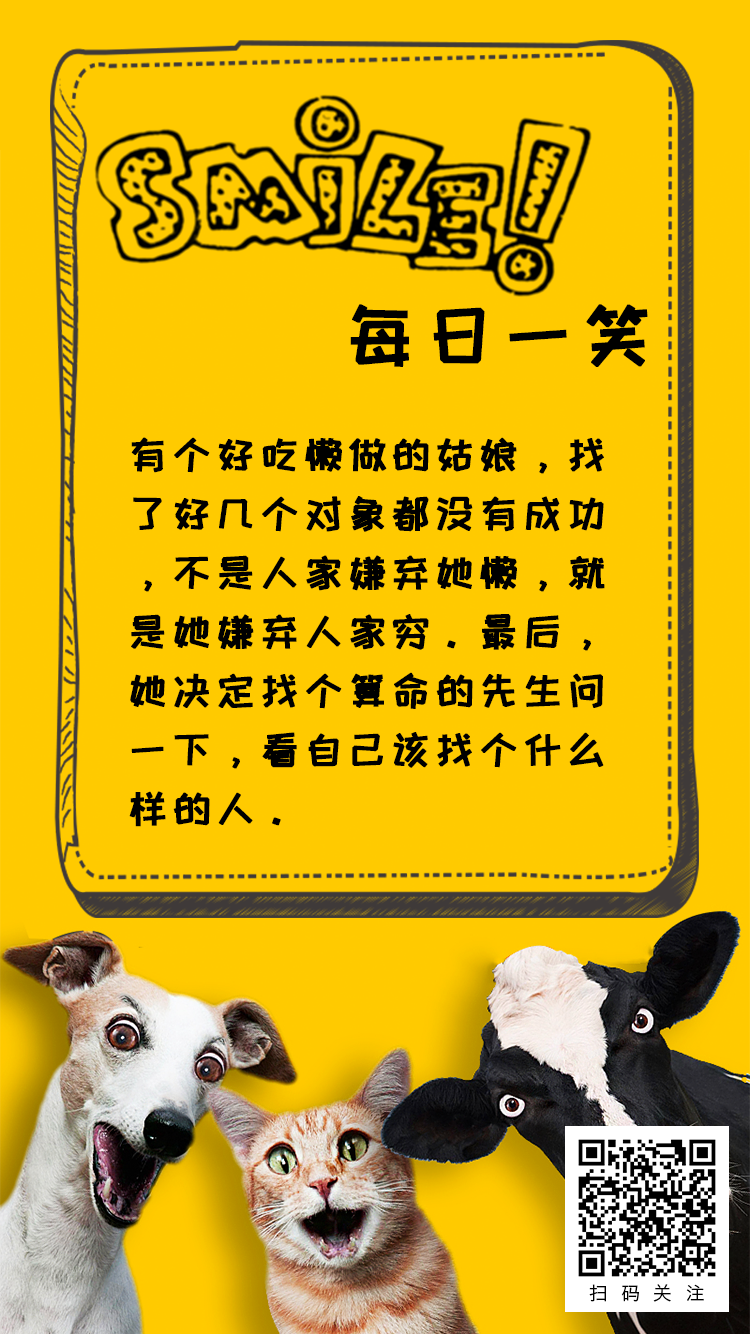 SMILE!
每日一笑
有个好吃懒做的姑娘，找
了好几个对象都没有成功
，不是人家嫌弃她懒，就
是她嫌弃人家穷。最后，
她决定找个算命的先生问
一下，看自己该找个什么
样的人。
扫码关注